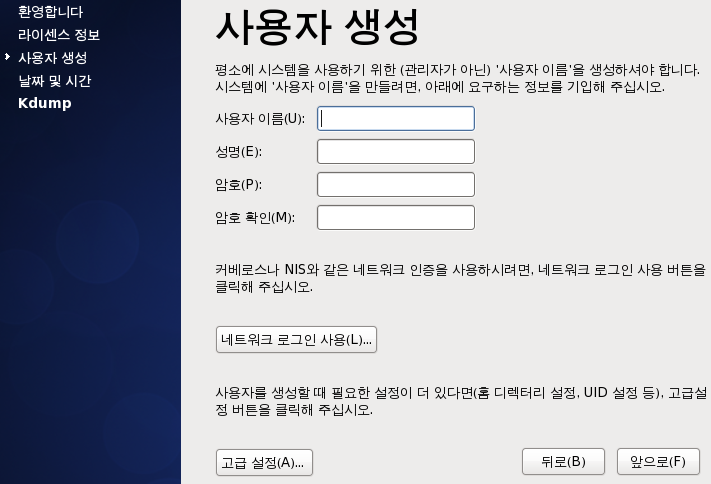 환영합니다
라이센스 정보
사용자 생성
날짜 및 시간
Kdump
사용자 생성
평소에 시스템을 사용하기 위한 (관리자가 아닌) '사용자 이름'을 생성하셔야 합니다.
시스템에 '사용자 이름'을 만들려면, 아래에 요구하는 정보를 기입해 주십시오.
사용자 이름(U):
성명(E):
암호(P):
암호 확인(M):
커베로스나 NIS와 같은 네트워크 인증을 사용하시려면, 네트워크 로그인 사용 버튼을
클릭해 주십시오.
네트워크 로그인 사용(L)...
사용자를 생성할 때 필요한 설정이 더 있다면(홈 디렉터리 설정, UID 설정 등), 고급설
정 버튼을 클릭해 주십시오.
고급 설정(A)...
뒤로(B)
앞으로(F)